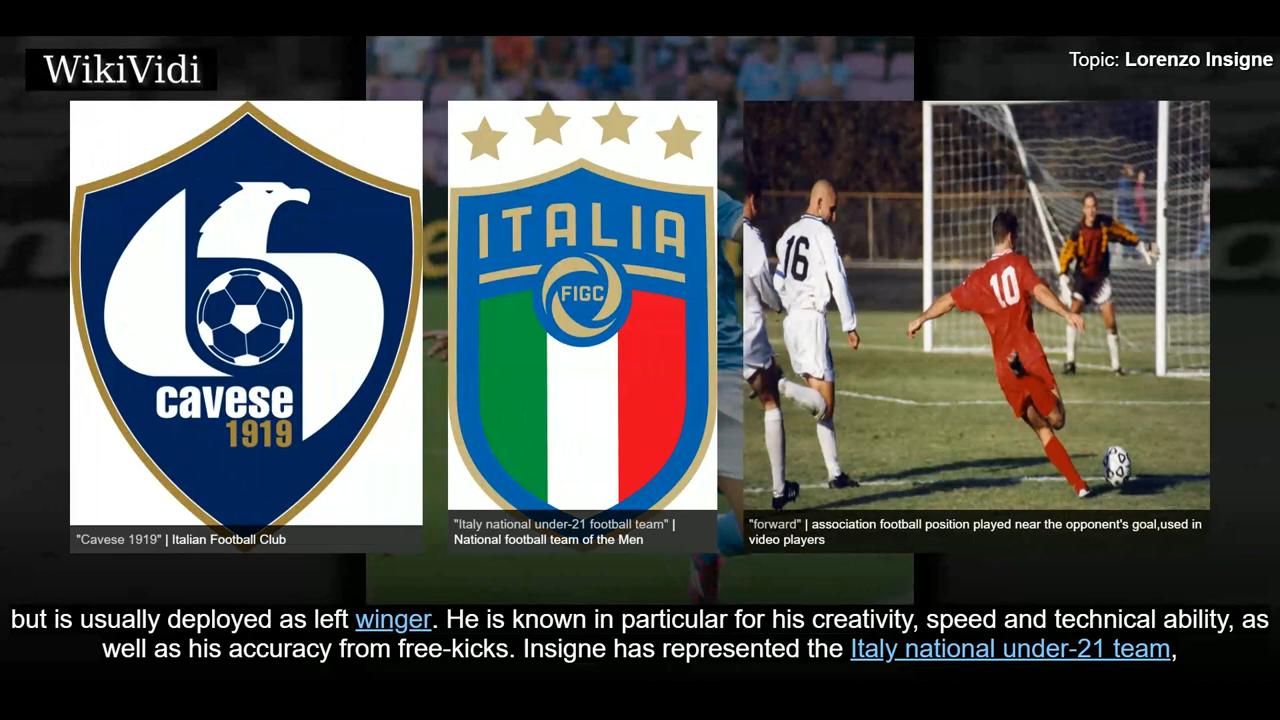 WikiVidi
Topic: Lorenzo Insigne
cavese
1919
"Cavese 1919" | Italian Football Club
ITALIA
FIGC
"Italy national under-21 football team" |
National football team of the Men
16
10
"forward" | association football position played near the opponent's goal,used in
video players
but is usually deployed as left winger. He is known in particular for his creativity, speed and technical ability, as
well as his accuracy from free-kicks. Insigne has represented the Italy national under-21 team,